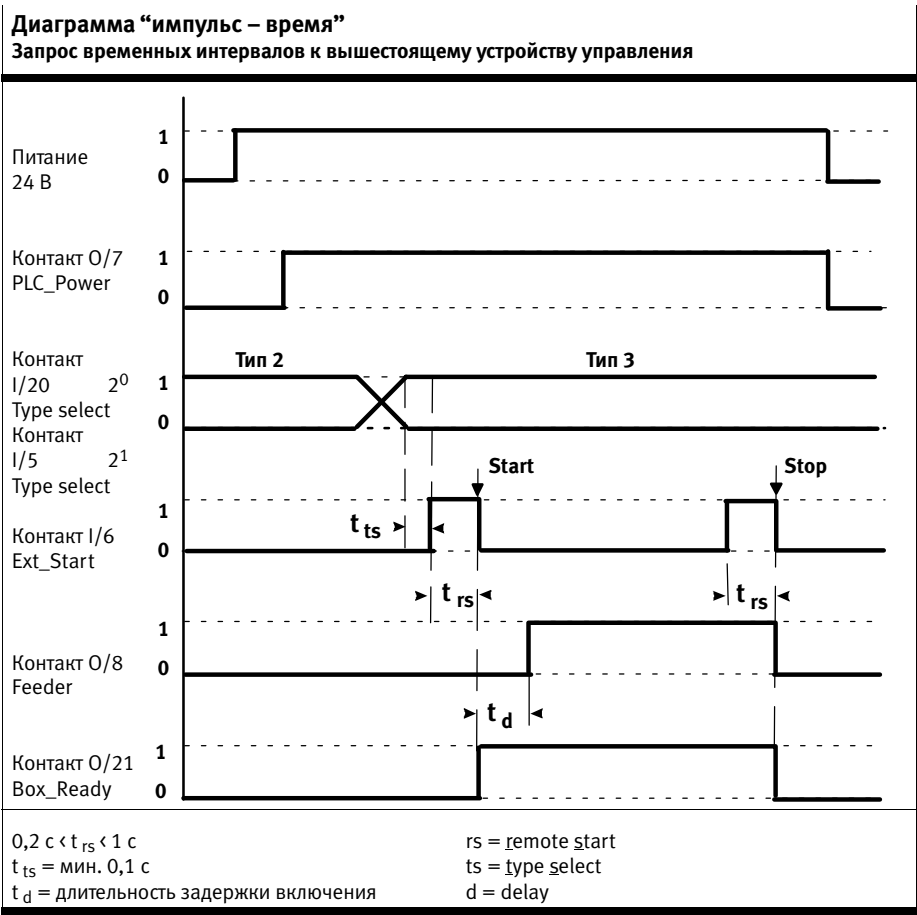 Диаграмма “импульс – время”
Запрос временных интервалов к вышестоящему устройству управления
1
Питание
24 В
0
Контакт O/7
PLC_Power
1
0
Контакт
I/20 2⁰
Type select
1
0
Тип 2
Тип 3
Контакт
I/5 2¹
Type select
Start
Stop
Контакт I/6
Ext_Start
1
0
t ts
t rs
t rs
Контакт O/8
Feeder
1
0
t d
Контакт O/21
Box_Ready
1
0
0,2 с ‹ t rs ‹ 1 с
t ts = мин. 0,1 с
t d = длительность задержки включения
rs = remote start
ts = type select
d = delay